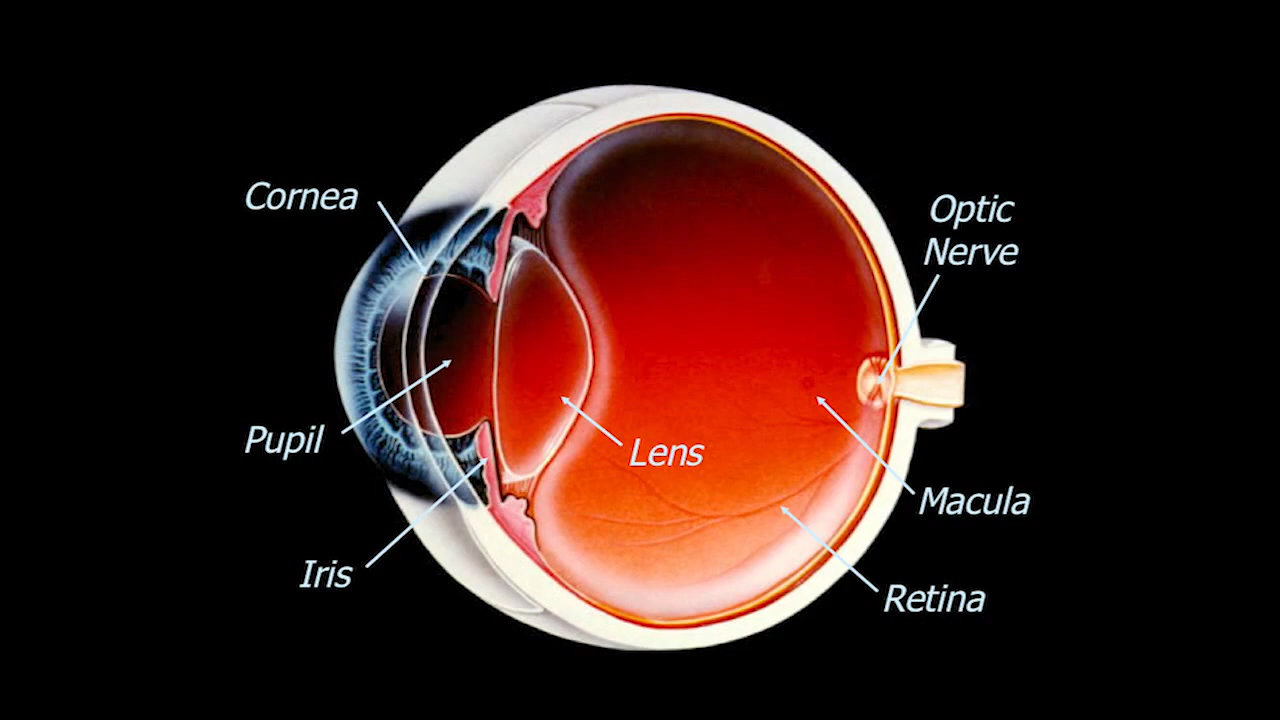 Cornea
Optic
Nerve
Pupil
Lens
Macula
Iris
Retina